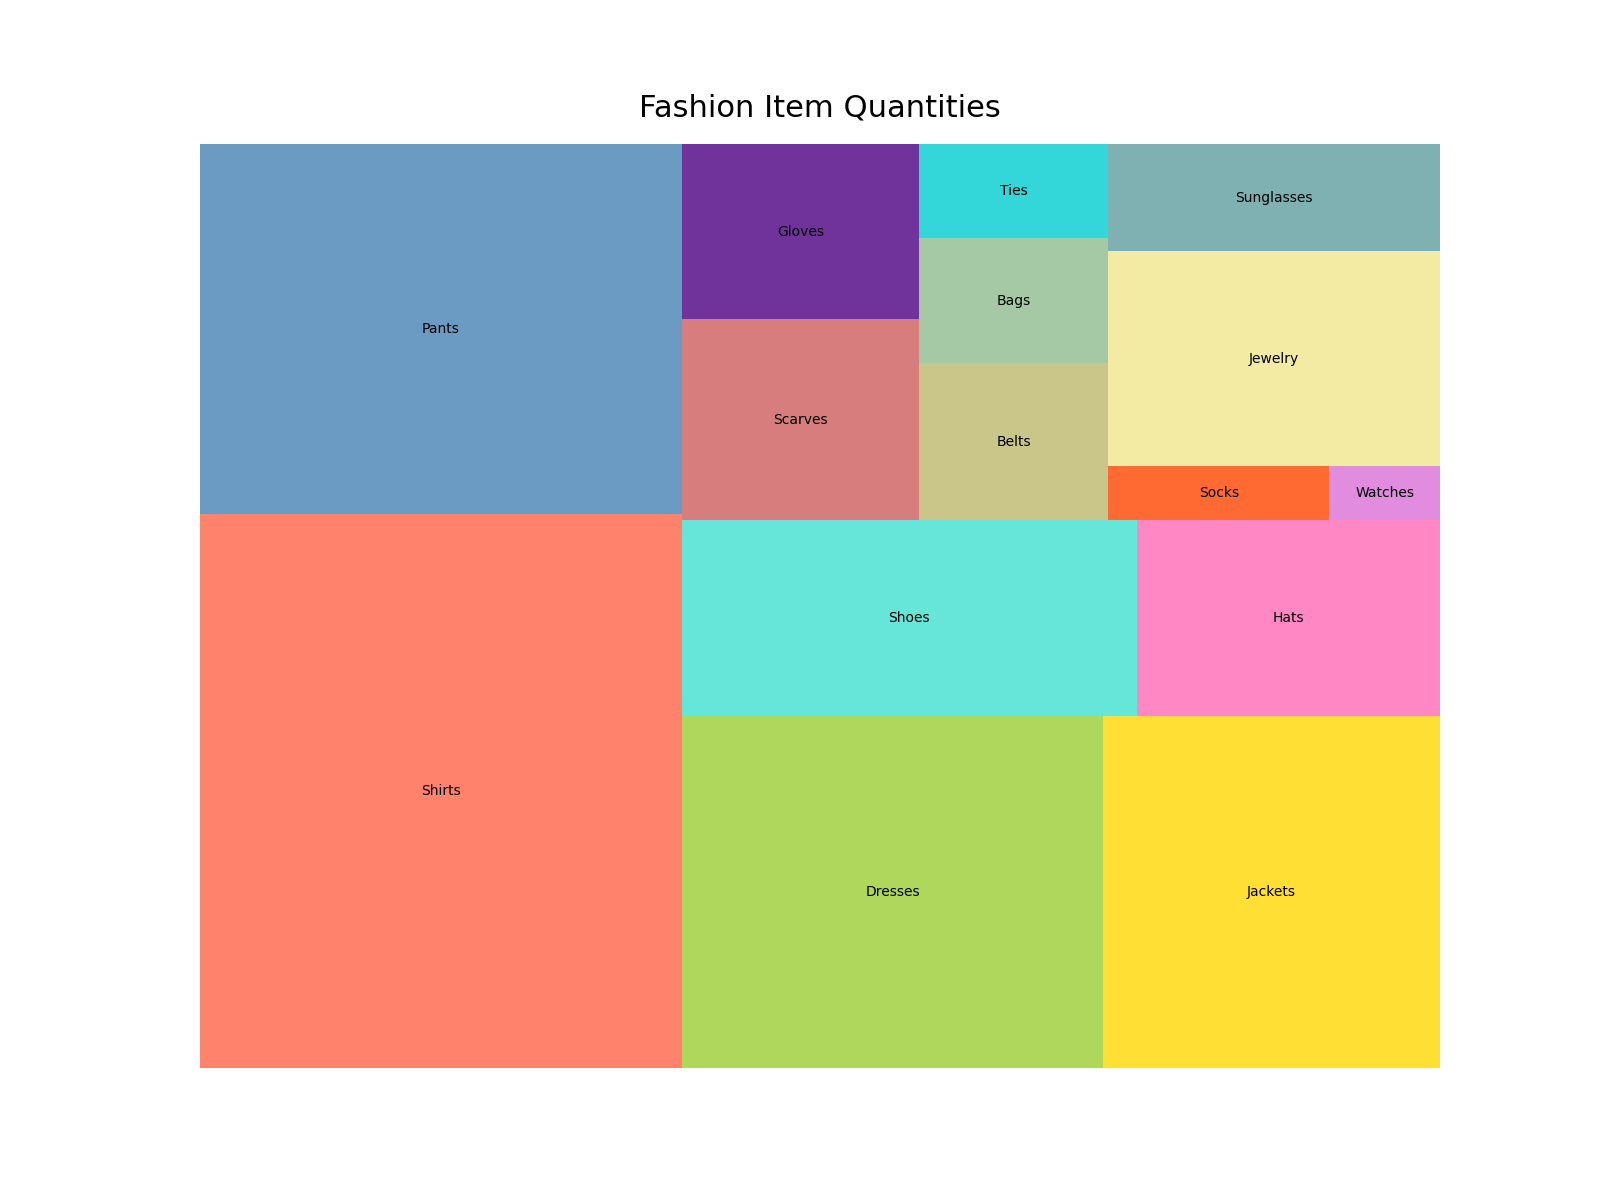 Fashion Item Quantities
Ties
Sunglasses
Gloves
Bags
Pants
Jewelry
Scarves
Belts
Socks
Watches
Shoes
Hats
Shirts
Dresses
Jackets